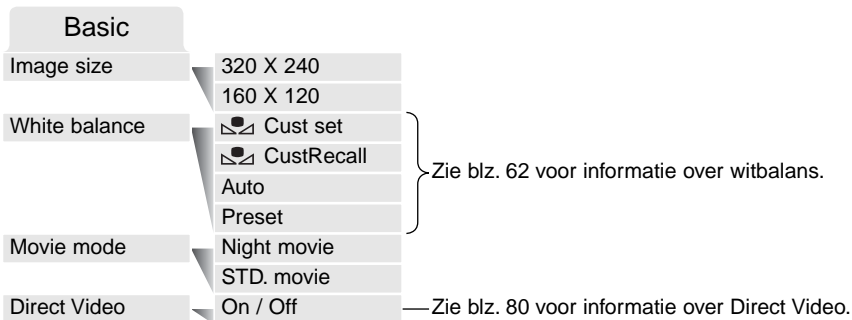 Basic
Image size
320 X 240
160 X 120
White balance
Cust set
CustRecall
Auto
Preset
Zie blz. 62 voor informatie over witbalans.
Movie mode
Night movie
STD. movie
Direct Video
On / Off
Zie blz. 80 voor informatie over Direct Video.